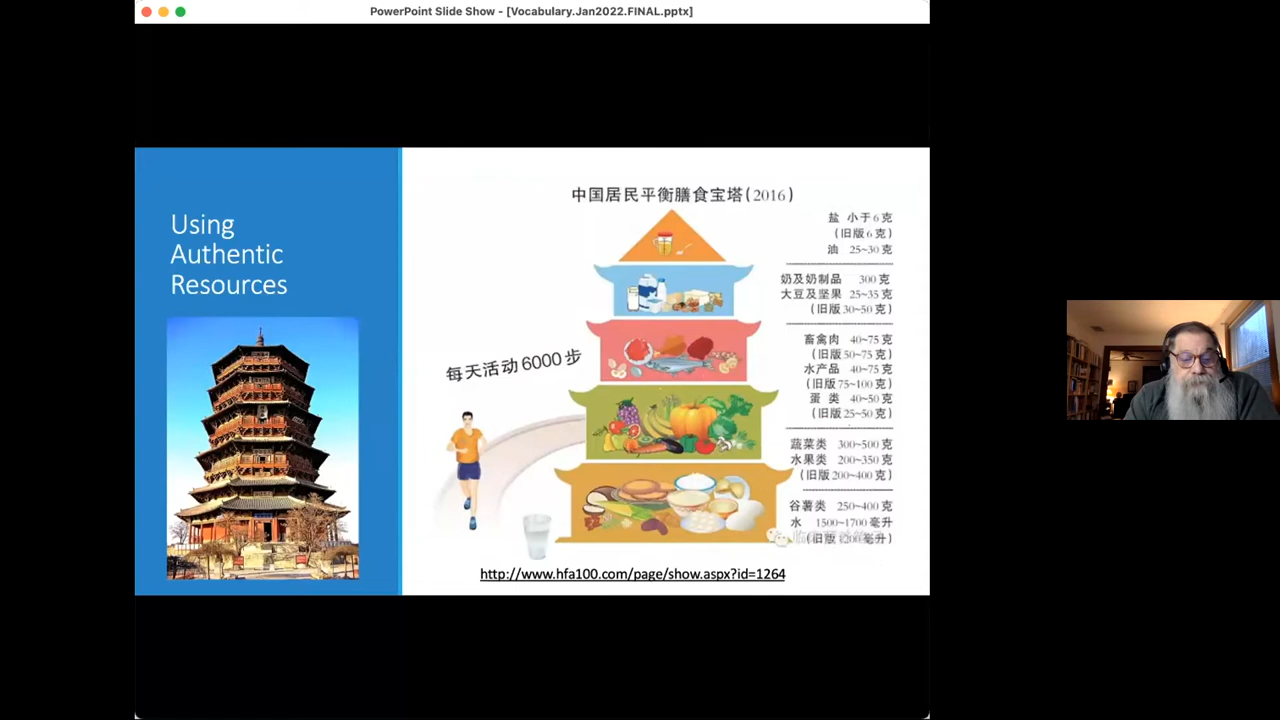 PowerPoint Slide Show - [Vocabulary.Jan2022.FINAL.pptx]
Using
Authentic
Resources
中国居民平衡膳食宝塔(2016)
盐 小于6克
(旧版6克)
油 25~30克
奶及奶制品 300克
大豆及坚果 25~35克
(旧版30~50克)
畜禽肉 40~75克
(旧版50~75克)
水产品 40~75克
(旧版75~100克)
蛋 类 40~50克
(旧版25~50克)
蔬菜类 300~500克
水果类 200~350克
(旧版200~400克)
谷薯类 250~400克
水 1500~1700毫升
(旧版1200毫升)
每天活动6000步
http://www.hfa100.com/page/show.aspx?id=1264